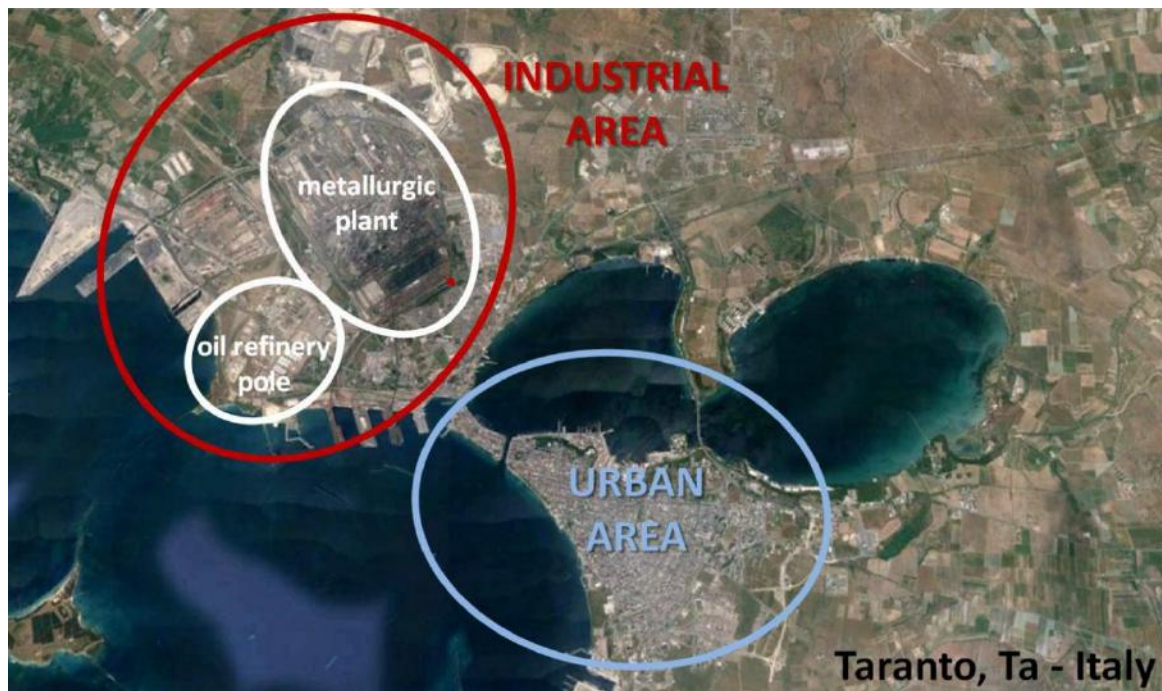 INDUSTRIAL
AREA
metallurgic
plant
oil refinery
pole
URBAN
AREA
Taranto, Ta - Italy